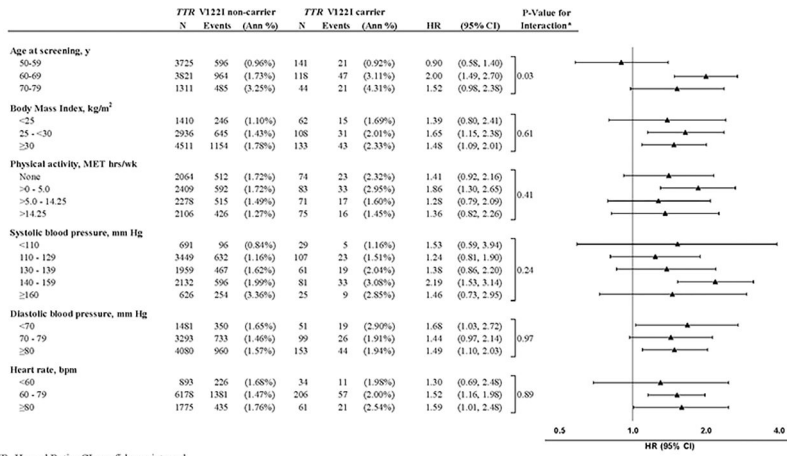 TTR V122I non-carrier TTR V122I carrier P-Value for
N Events (Ann %) N Events (Ann %) HR (95% CI) Interaction*
Age at screening, y
50-59 3725 596 (0.96%) 141 21 (0.92%) 0.90 (0.58, 1.40)
60-69 3821 964 (1.73%) 118 47 (3.11%) 2.00 (1.49, 2.70) 0.03
70-79 1311 485 (3.25%) 44 21 (4.31%) 1.52 (0.98, 2.38)
Body Mass Index, kg/m²
<25 1410 246 (1.10%) 62 15 (1.69%) 1.39 (0.80, 2.41)
25 - <30 2936 645 (1.43%) 108 31 (2.01%) 1.65 (1.15, 2.38) 0.61
≥30 4511 1154 (1.78%) 133 43 (2.33%) 1.48 (1.09, 2.01)
Physical activity, MET hrs/wk
None 2064 512 (1.72%) 74 23 (2.32%) 1.41 (0.92, 2.16)
>0 - 5.0 2409 592 (1.72%) 83 33 (2.95%) 1.86 (1.30, 2.65)
0.41
>5.0 - 14.25 2278 515 (1.49%) 71 17 (1.60%) 1.28 (0.79, 2.09)
>14.25 2106 426 (1.27%) 75 16 (1.45%) 1.36 (0.82, 2.26)
Systolic blood pressure, mm Hg
<110 691 96 (0.84%) 29 5 (1.16%) 1.53 (0.59, 3.94)
110 - 129 3449 632 (1.16%) 107 23 (1.51%) 1.24 (0.81, 1.90)
130 - 139 1959 467 (1.62%) 61 19 (2.04%) 1.38 (0.86, 2.20) 0.24
140 - 159 2132 596 (1.99%) 81 33 (3.08%) 2.19 (1.53, 3.14)
≥160 626 254 (3.36%) 25 9 (2.85%) 1.46 (0.73, 2.95)
Diastolic blood pressure, mm Hg
<70 1481 350 (1.65%) 51 19 (2.90%) 1.68 (1.03, 2.72)
70 - 79 3293 733 (1.46%) 99 26 (1.91%) 1.44 (0.97, 2.14) 0.97
≥80 4080 960 (1.57%) 153 44 (1.94%) 1.49 (1.10, 2.03)
Heart rate, bpm
<60 893 226 (1.68%) 34 11 (1.98%) 1.30 (0.69, 2.48)
60 - 79 6178 1381 (1.47%) 206 57 (2.00%) 1.52 (1.16, 1.98) 0.89
≥80 1775 435 (1.76%) 61 21 (2.54%) 1.59 (1.01, 2.48)
0.5 1.0 2.0 4.0
HR (95% CI)